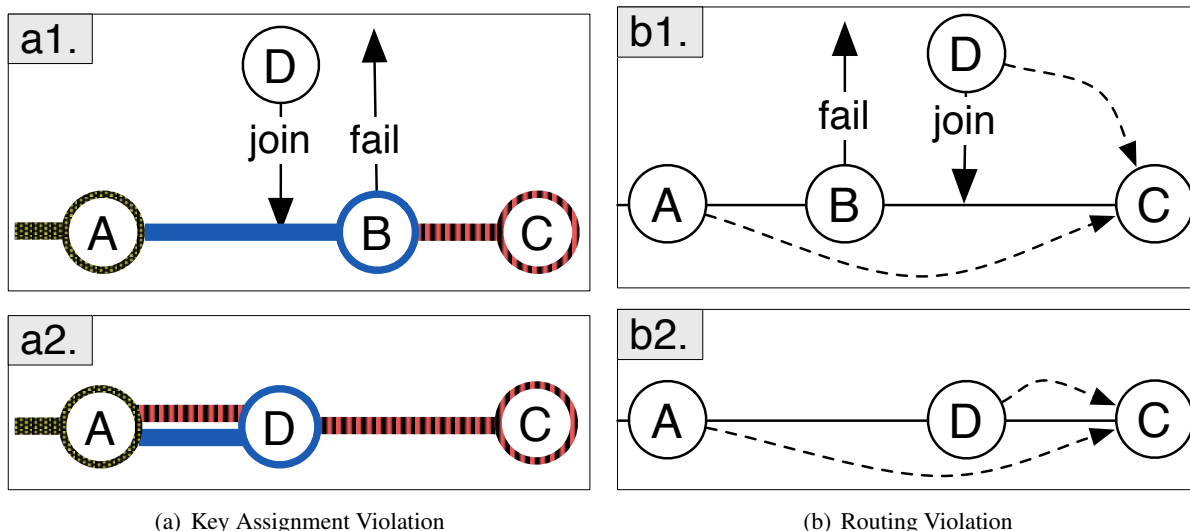 a1.
D
join
fail
A
B
C
a2.
A
D
C
(a) Key Assignment Violation
b1.
D
fail
join
A
B
C
b2.
A
D
C
(b) Routing Violation